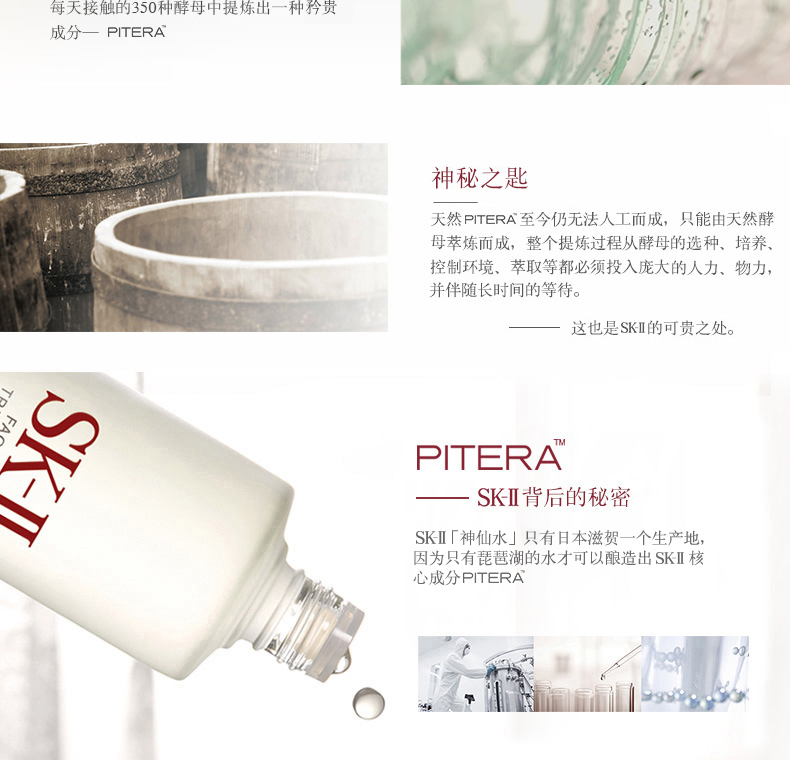 每天接触的350种酵母中提炼出一种矜贵
成分— PITERA™
神秘之匙
天然PITERA™至今仍无法人工而成，只能由天然酵
母萃炼而成，整个提炼过程从酵母的选种、培养、
控制环境、萃取等都必须投入庞大的人力、物力，
并伴随长时间的等待。
—— 这也是SK-II的可贵之处。
SK-II
FAC
TR
PITERA™
—— SK-II背后的秘密
SK-II「神仙水」只有日本滋贺一个生产地，
因为只有琵琶湖的水才可以酿造出 SK-II 核
心成分PITERA™